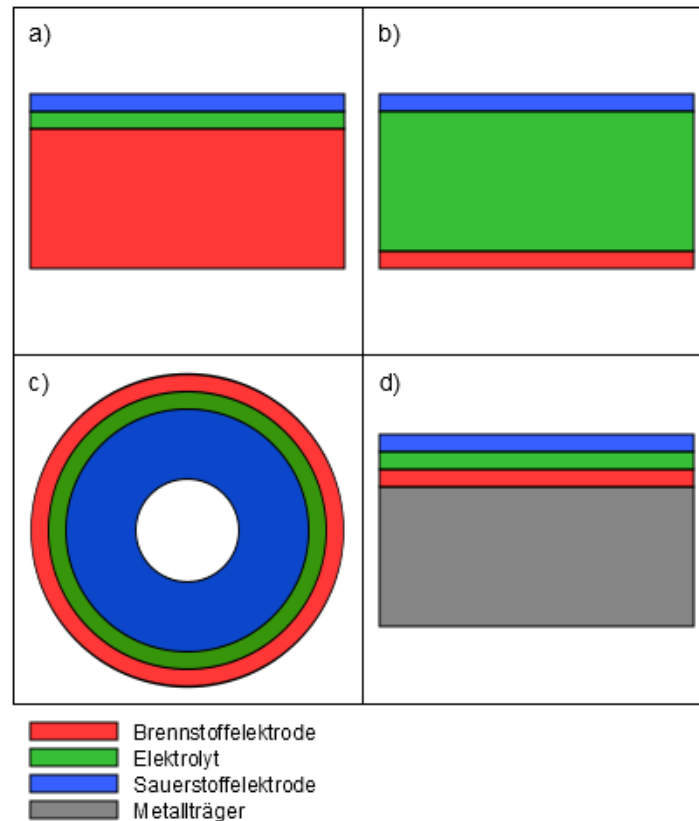 a)
b)
c)
d)
Brennstoffelektrode
Elektrolyt
Sauerstoffelektrode
Metallträger